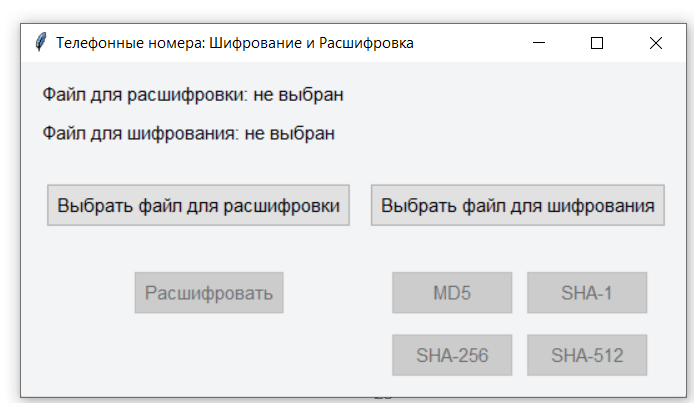 Телефонные номера: Шифрование и Расшифровка
Файл для расшифровки: не выбран
Файл для шифрования: не выбран
Выбрать файл для расшифровки Выбрать файл для шифрования
Расшифровать MD5 SHA-1
SHA-256 SHA-512